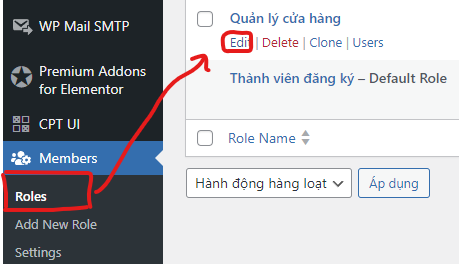 WP Mail SMTP
Premium Addons
for Elementor
CPT UI
Members
Roles
Add New Role
Settings
Quản lý cửa hàng
Edit | Delete | Clone | Users
Thành viên đăng ký – Default Role
Role Name
Hành động hàng loạt
Áp dụng